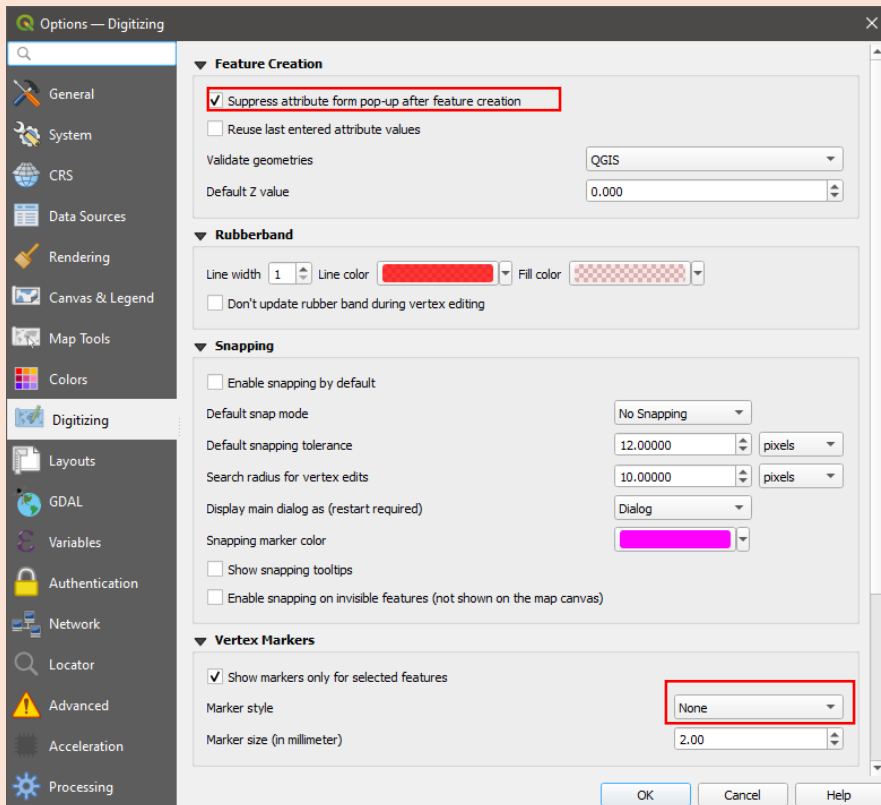 Options — Digitizing
General
System
CRS
Data Sources
Rendering
Canvas & Legend
Map Tools
Colors
Digitizing
Layouts
GDAL
Variables
Authentication
Network
Locator
Advanced
Acceleration
Processing
Feature Creation
Suppress attribute form pop-up after feature creation
Reuse last entered attribute values
Validate geometries QGIS
Default Z value 0.000
Rubberband
Line width 1 Line color Fill color
Don't update rubber band during vertex editing
Snapping
Enable snapping by default
Default snap mode No Snapping
Default snapping tolerance 12.00000 pixels
Search radius for vertex edits 10.00000 pixels
Display main dialog as (restart required) Dialog
Snapping marker color
Show snapping tooltips
Enable snapping on invisible features (not shown on the map canvas)
Vertex Markers
Show markers only for selected features
Marker style None
Marker size (in millimeter) 2.00
OK Cancel Help